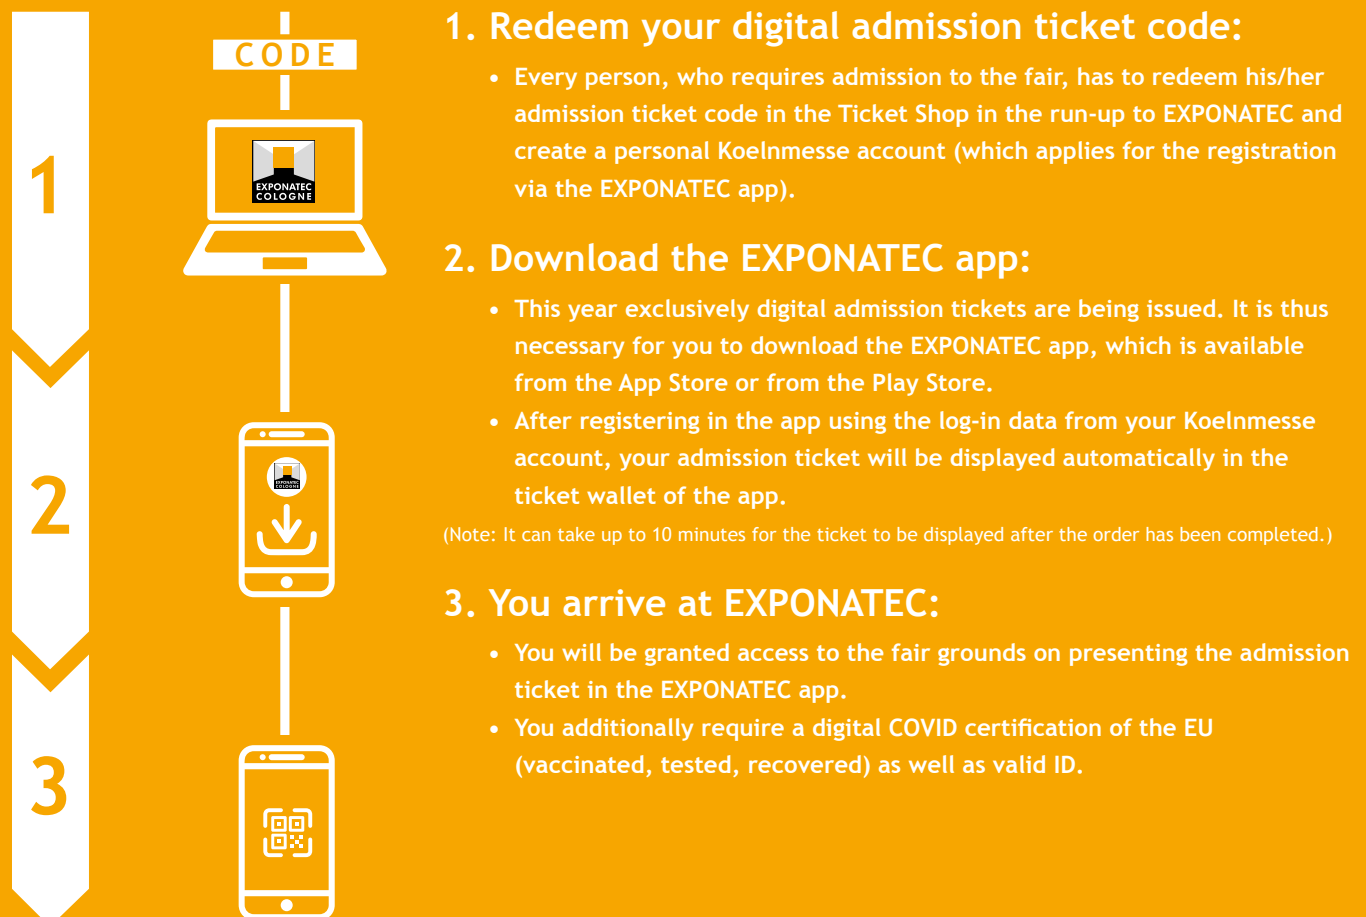 CODE
EXPONATEC
COLOGNE
1
2
EXPONATEC
COLOGNE
3
1. Redeem your digital admission ticket code:
• Every person, who requires admission to the fair, has to redeem his/her
admission ticket code in the Ticket Shop in the run-up to EXPONATEC and
create a personal Koelnmesse account (which applies for the registration
via the EXPONATEC app).
2. Download the EXPONATEC app:
• This year exclusively digital admission tickets are being issued. It is thus
necessary for you to download the EXPONATEC app, which is available
from the App Store or from the Play Store.
• After registering in the app using the log-in data from your Koelnmesse
account, your admission ticket will be displayed automatically in the
ticket wallet of the app.
(Note: It can take up to 10 minutes for the ticket to be displayed after the order has been completed.)
3. You arrive at EXPONATEC:
• You will be granted access to the fair grounds on presenting the admission
ticket in the EXPONATEC app.
• You additionally require a digital COVID certification of the EU
(vaccinated, tested, recovered) as well as valid ID.